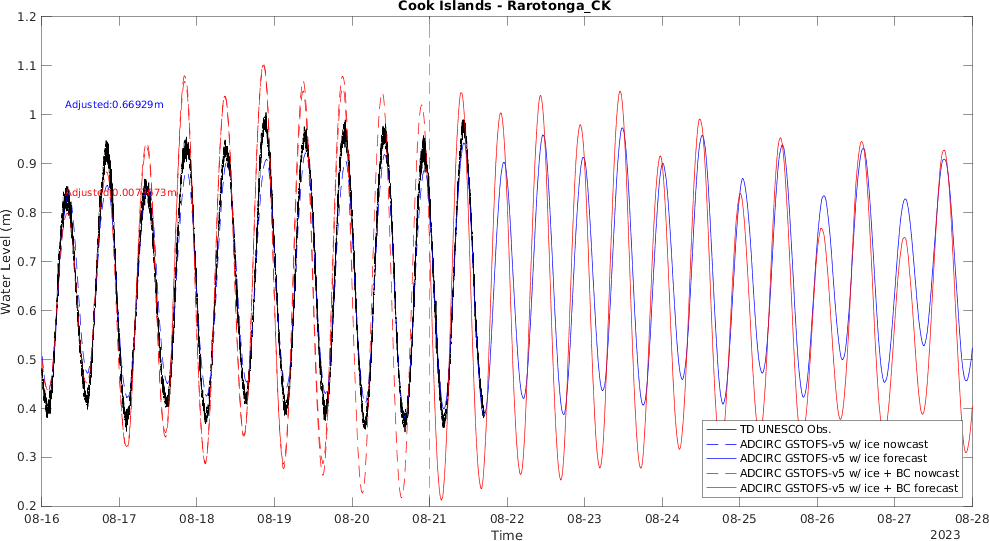 Cook Islands - Rarotonga_CK
1.2
1.1
1
0.9
0.8
0.7
0.6
0.5
0.4
0.3
0.2
Water Level (m)
Adjusted:0.66929m
TD UNESCO Obs.
ADCIRC GSTOFS-v5 w/ ice nowcast
ADCIRC GSTOFS-v5 w/ ice forecast
ADCIRC GSTOFS-v5 w/ ice + BC nowcast
ADCIRC GSTOFS-v5 w/ ice + BC forecast
08-16 08-17 08-18 08-19 08-20 08-21 08-22 08-23 08-24 08-25 08-26 08-27 08-28
Time
2023